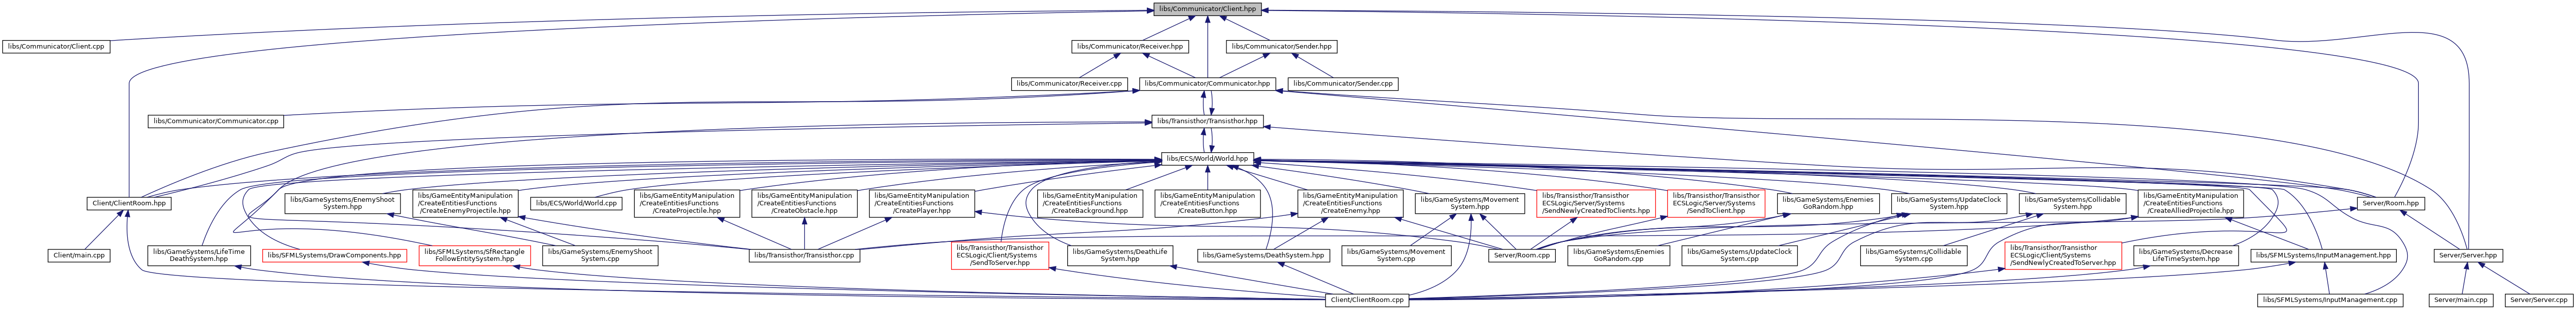 libs/Communicator/Client.hpp
libs/Communicator/Client.cpp
libs/Communicator/Receiver.hpp
libs/Communicator/Sender.hpp
libs/Communicator/Receiver.cpp
libs/Communicator/Communicator.hpp
libs/Communicator/Sender.cpp
libs/Communicator/Communicator.cpp
libs/Transisthor/Transisthor.hpp
libs/ECS/World/World.hpp
Client/ClientRoom.hpp
libs/GameSystems/EnemyShoot
System.hpp
libs/GameEntityManipulation
/CreateEntitiesFunctions
/CreateEnemyProjectile.hpp
libs/ECS/World/World.cpp
libs/GameEntityManipulation
/CreateEntitiesFunctions
/CreateProjectile.hpp
libs/GameEntityManipulation
/CreateEntitiesFunctions
/CreateObstacle.hpp
libs/GameEntityManipulation
/CreateEntitiesFunctions
/CreatePlayer.hpp
libs/GameEntityManipulation
/CreateEntitiesFunctions
/CreateBackground.hpp
libs/GameEntityManipulation
/CreateEntitiesFunctions
/CreateButton.hpp
libs/GameEntityManipulation
/CreateEntitiesFunctions
/CreateEnemy.hpp
libs/GameSystems/Movement
System.hpp
libs/Transisthor/Transisthor
ECSLogic/Server/Systems
/SendNewlyCreatedToClients.hpp
libs/Transisthor/Transisthor
ECSLogic/Server/Systems
/SendToClient.hpp
libs/GameSystems/Enemies
GoRandom.hpp
libs/GameSystems/UpdateClock
System.hpp
libs/GameSystems/Collidable
System.hpp
libs/GameEntityManipulation
/CreateEntitiesFunctions
/CreateAlliedProjectile.hpp
Server/Room.hpp
Client/main.cpp
libs/GameSystems/LifeTime
DeathSystem.hpp
libs/SFMLSystems/DrawComponents.hpp
libs/SFMLSystems/SfRectangle
FollowEntitySystem.hpp
libs/GameSystems/EnemyShoot
System.cpp
libs/Transisthor/Transisthor.cpp
libs/Transisthor/Transisthor
ECSLogic/Client/Systems
/SendToServer.hpp
libs/GameSystems/DeathLife
System.hpp
libs/GameSystems/DeathSystem.hpp
libs/GameSystems/Movement
System.cpp
Server/Room.cpp
libs/GameSystems/Enemies
GoRandom.cpp
libs/GameSystems/UpdateClock
System.cpp
libs/GameSystems/Collidable
System.cpp
libs/Transisthor/Transisthor
ECSLogic/Client/Systems
/SendNewlyCreatedToServer.hpp
libs/GameSystems/Decrease
LifeTimeSystem.hpp
libs/SFMLSystems/InputManagement.hpp
Server/Server.hpp
Client/ClientRoom.cpp
libs/SFMLSystems/InputManagement.cpp
Server/main.cpp
Server/Server.cpp